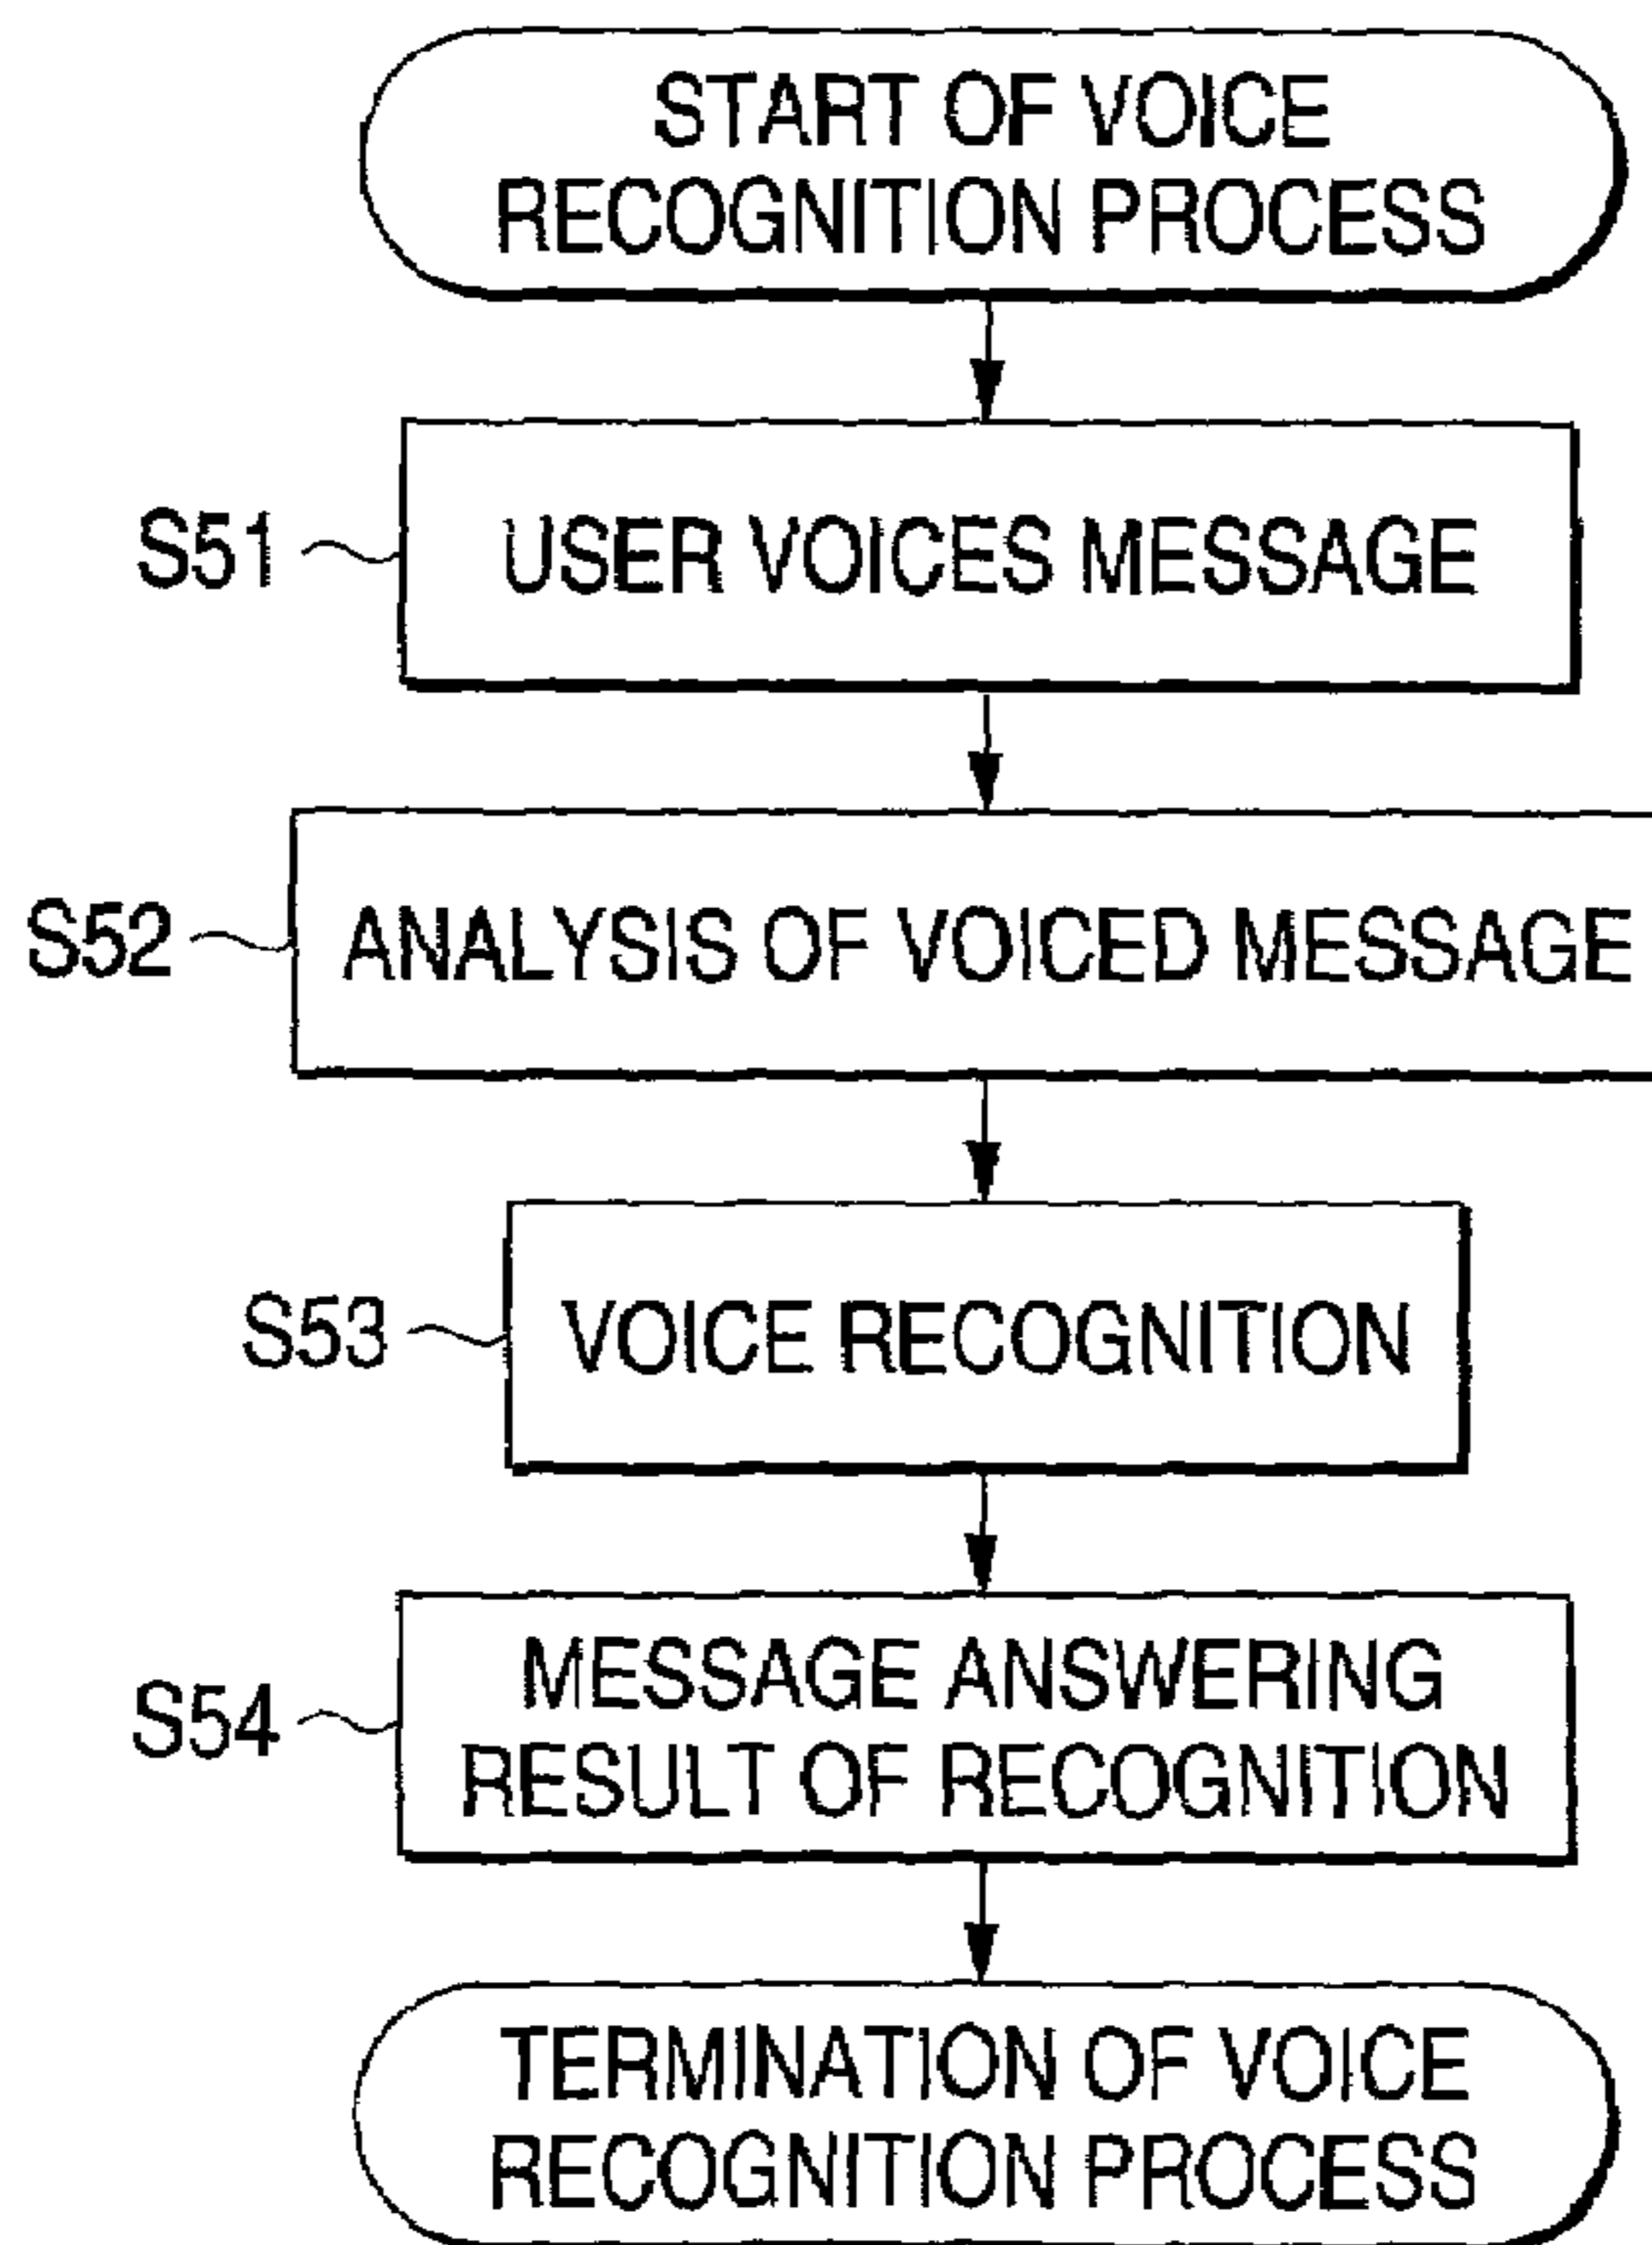 START OF VOICE
RECOGNITION PROCESS
S51
USER VOICES MESSAGE
S52
ANALYSIS OF VOICED MESSAGE
S53
VOICE RECOGNITION
S54
MESSAGE ANSWERING
RESULT OF RECOGNITION
TERMINATION OF VOICE
RECOGNITION PROCESS